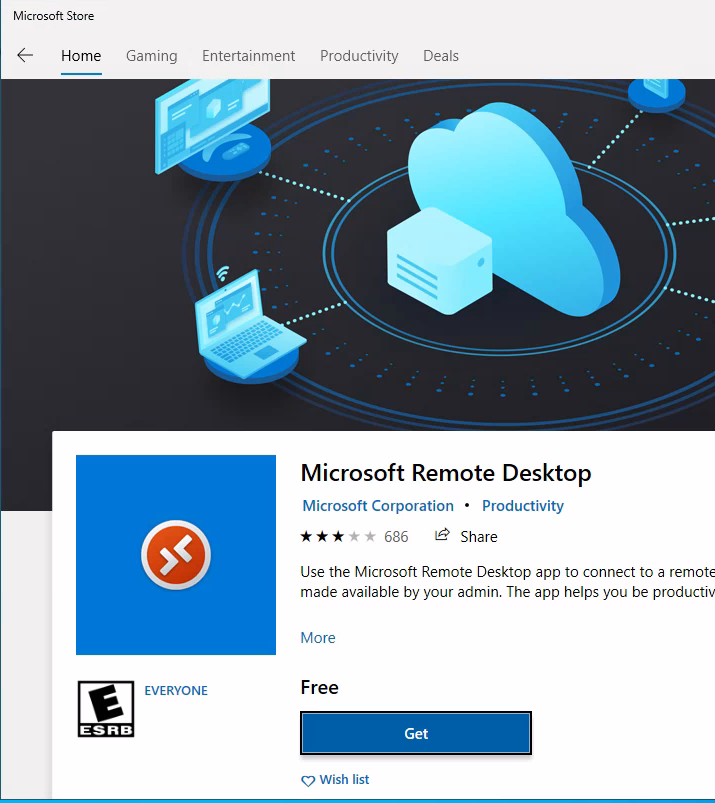 Microsoft Store
Home Gaming Entertainment Productivity Deals
Microsoft Remote Desktop
Microsoft Corporation • Productivity
686 Share
Use the Microsoft Remote Desktop app to connect to a remote
made available by your admin. The app helps you be productiv
More
E
ESRB
EVERYONE
Free
Get
Wish list